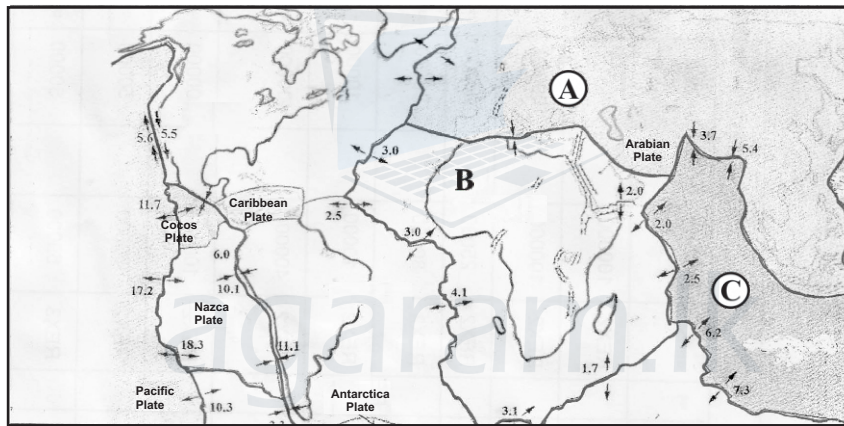 A
Arabian
Plate
3.7
5.4
5.6
5.5
3.0
B
2.0
11.7
Caribbean
Plate
Cocos
Plate
2.5
3.0
2.0
6.0
10.1
17.2
Nazca
Plate
4.1
2.5
C
agaram.lk
6.2
18.3
11.1
1.7
Pacific
Plate
10.3
Antarctica
Plate
3.1
7.3